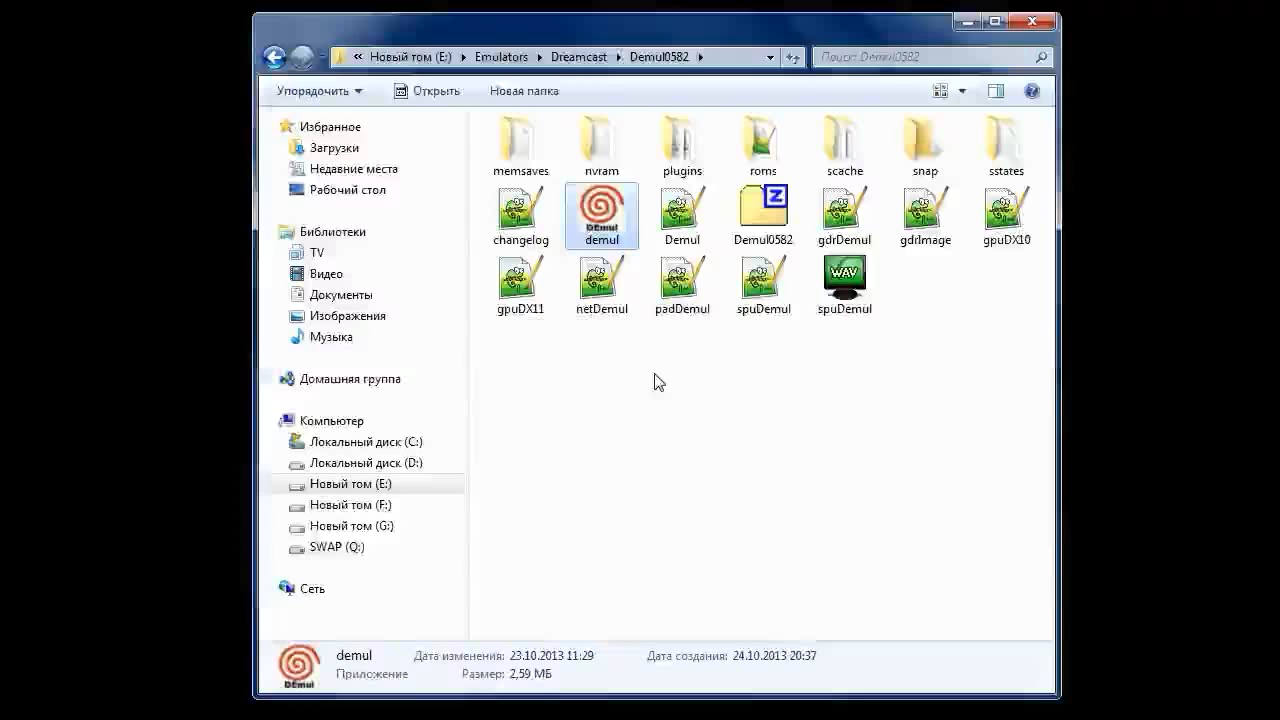 « Новый том (E:) Emulators Dreamcast Demul0582
Поиск: Demul0582
Упорядочить Открыть Новая папка
Избранное
Загрузки
Недавние места
Рабочий стол
Библиотеки
TV
Видео
Документы
Изображения
Музыка
Домашняя группа
Компьютер
Локальный диск (C:)
Локальный диск (D:)
Новый том (E:)
Новый том (F:)
Новый том (G:)
SWAP (Q:)
Сеть
memsaves nvram plugins roms scache snap sstates
Z
DEmul
changelog demul Demul Demul0582 gdrDemul gdrImage gpuDX10
WAV
gpuDX11 netDemul padDemul spuDemul spuDemul
DEmul
demul Дата изменения: 23.10.2013 11:29 Дата создания: 24.10.2013 20:37
Приложение Размер: 2,59 МБ